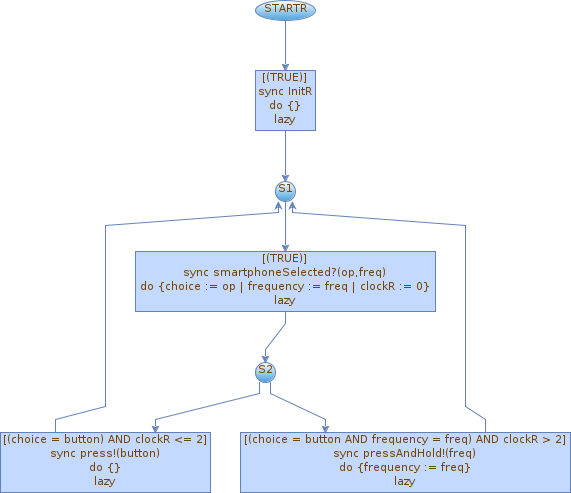 STARTR
[(TRUE)]
sync InitR
do {}
lazy
S1
[(TRUE)]
sync smartphoneSelected?(op,freq)
do {choice := op | frequency := freq | clockR := 0}
lazy
S2
[(choice = button) AND clockR <= 2]
sync press!(button)
do {}
lazy
[(choice = button AND frequency = freq) AND clockR > 2]
sync pressAndHold!(freq)
do {frequency := freq}
lazy